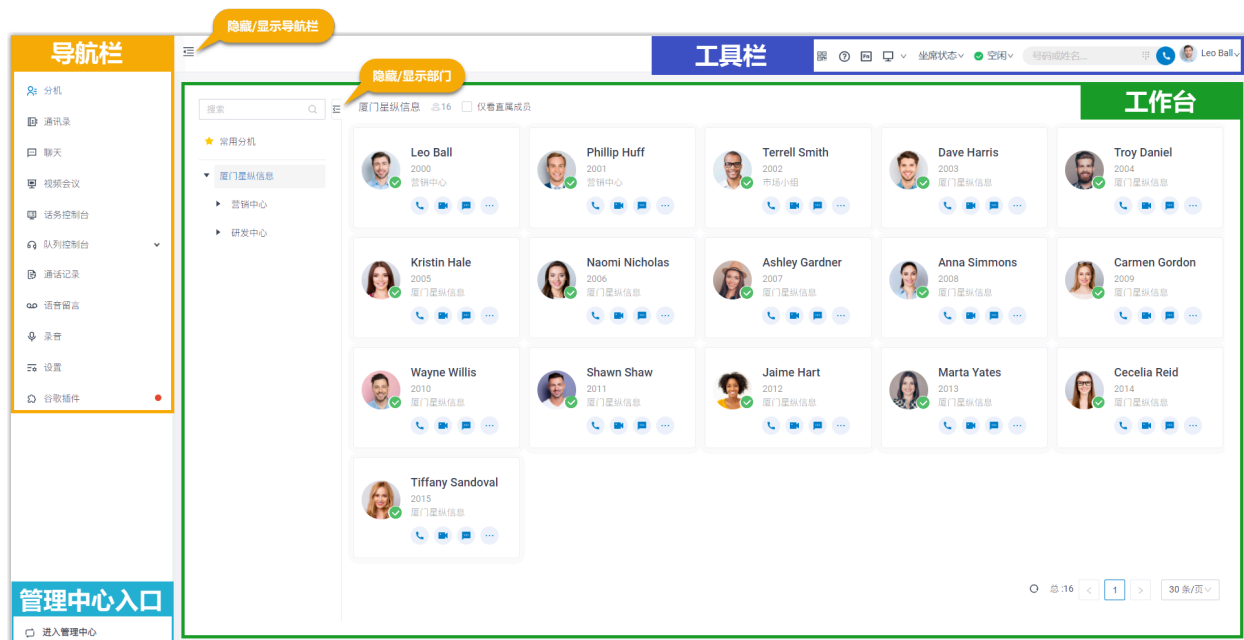 隐藏/显示导航栏
导航栏
工具栏
Fn
坐席状态
空闲
号码或姓名...
Leo Ball
隐藏/显示部门
工作台
分机
通讯录
聊天
视频会议
话务控制台
队列控制台
通话记录
语音留言
录音
设置
谷歌插件
管理中心入口
进入管理中心
搜索
常用分机
厦门星纵信息
营销中心
研发中心
厦门星纵信息 16 仅看直属成员
Leo Ball
2000
营销中心
Phillip Huff
2001
营销中心
Terrell Smith
2002
市场小组
Dave Harris
2003
厦门星纵信息
Troy Daniel
2004
厦门星纵信息
Kristin Hale
2005
厦门星纵信息
Naomi Nicholas
2006
厦门星纵信息
Ashley Gardner
2007
厦门星纵信息
Anna Simmons
2008
厦门星纵信息
Carmen Gordon
2009
厦门星纵信息
Wayne Willis
2010
厦门星纵信息
Shawn Shaw
2011
厦门星纵信息
Jaime Hart
2012
厦门星纵信息
Marta Yates
2013
厦门星纵信息
Cecelia Reid
2014
厦门星纵信息
Tiffany Sandoval
2015
厦门星纵信息
总:16 < 1 > 30 条/页